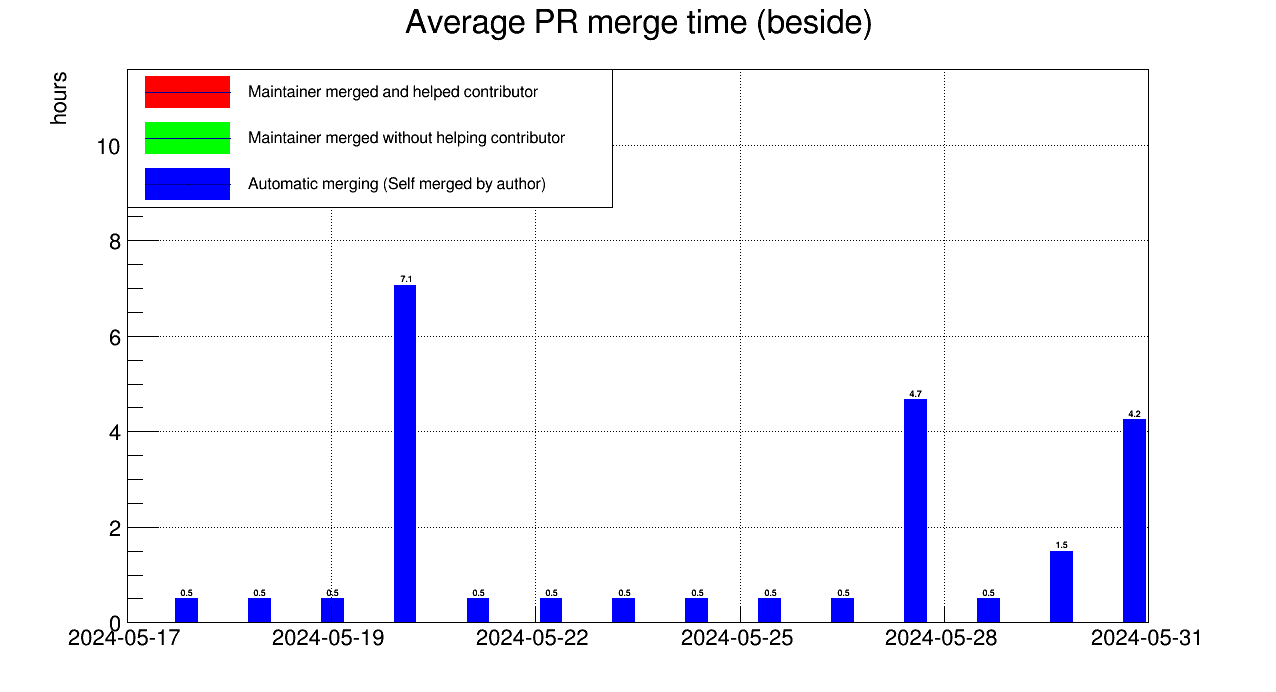 Average PR merge time (beside)
hours
Maintainer merged and helped contributor
Maintainer merged without helping contributor
Automatic merging (Self merged by author)
10
8
6
4
2
0
7.1
4.7
4.2
1.5
0.5 0.5 0.5 0.5 0.5 0.5 0.5 0.5 0.5 0.5
2024-05-17 2024-05-19 2024-05-22 2024-05-25 2024-05-28 2024-05-31